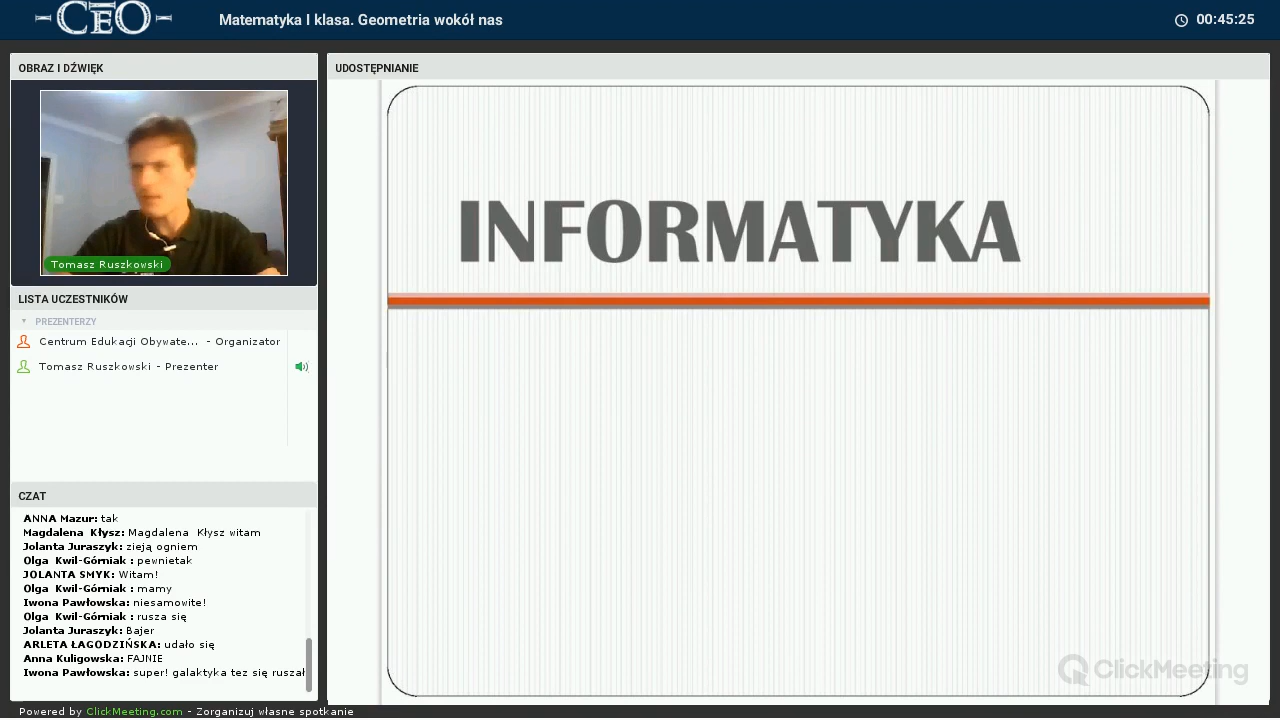 CEO
Matematyka I klasa. Geometria wokół nas
00:45:25
OBRAZ I DŹWIĘK
Tomasz Ruszkowski
LISTA UCZESTNIKÓW
PREZENTERZY
Centrum Edukacji Obywate... - Organizator
Tomasz Ruszkowski - Prezenter
CZAT
ANNA Mazur: tak
Magdalena Kłysz: Magdalena Kłysz witam
Jolanta Juraszyk: zieją ogniem
Olga Kwil-Górniak : pewnietak
JOLANTA SMYK: Witam!
Olga Kwil-Górniak : mamy
Iwona Pawłowska: niesamowite!
Olga Kwil-Górniak : rusza się
Jolanta Juraszyk: Bajer
ARLETA ŁAGODZIŃSKA: udało się
Anna Kuligowska: FAJNIE
Iwona Pawłowska: super! galaktyka tez się ruszał
Powered by ClickMeeting.com - Zorganizuj własne spotkanie
UDOSTĘPNIANIE
INFORMATYKA
ClickMeeting